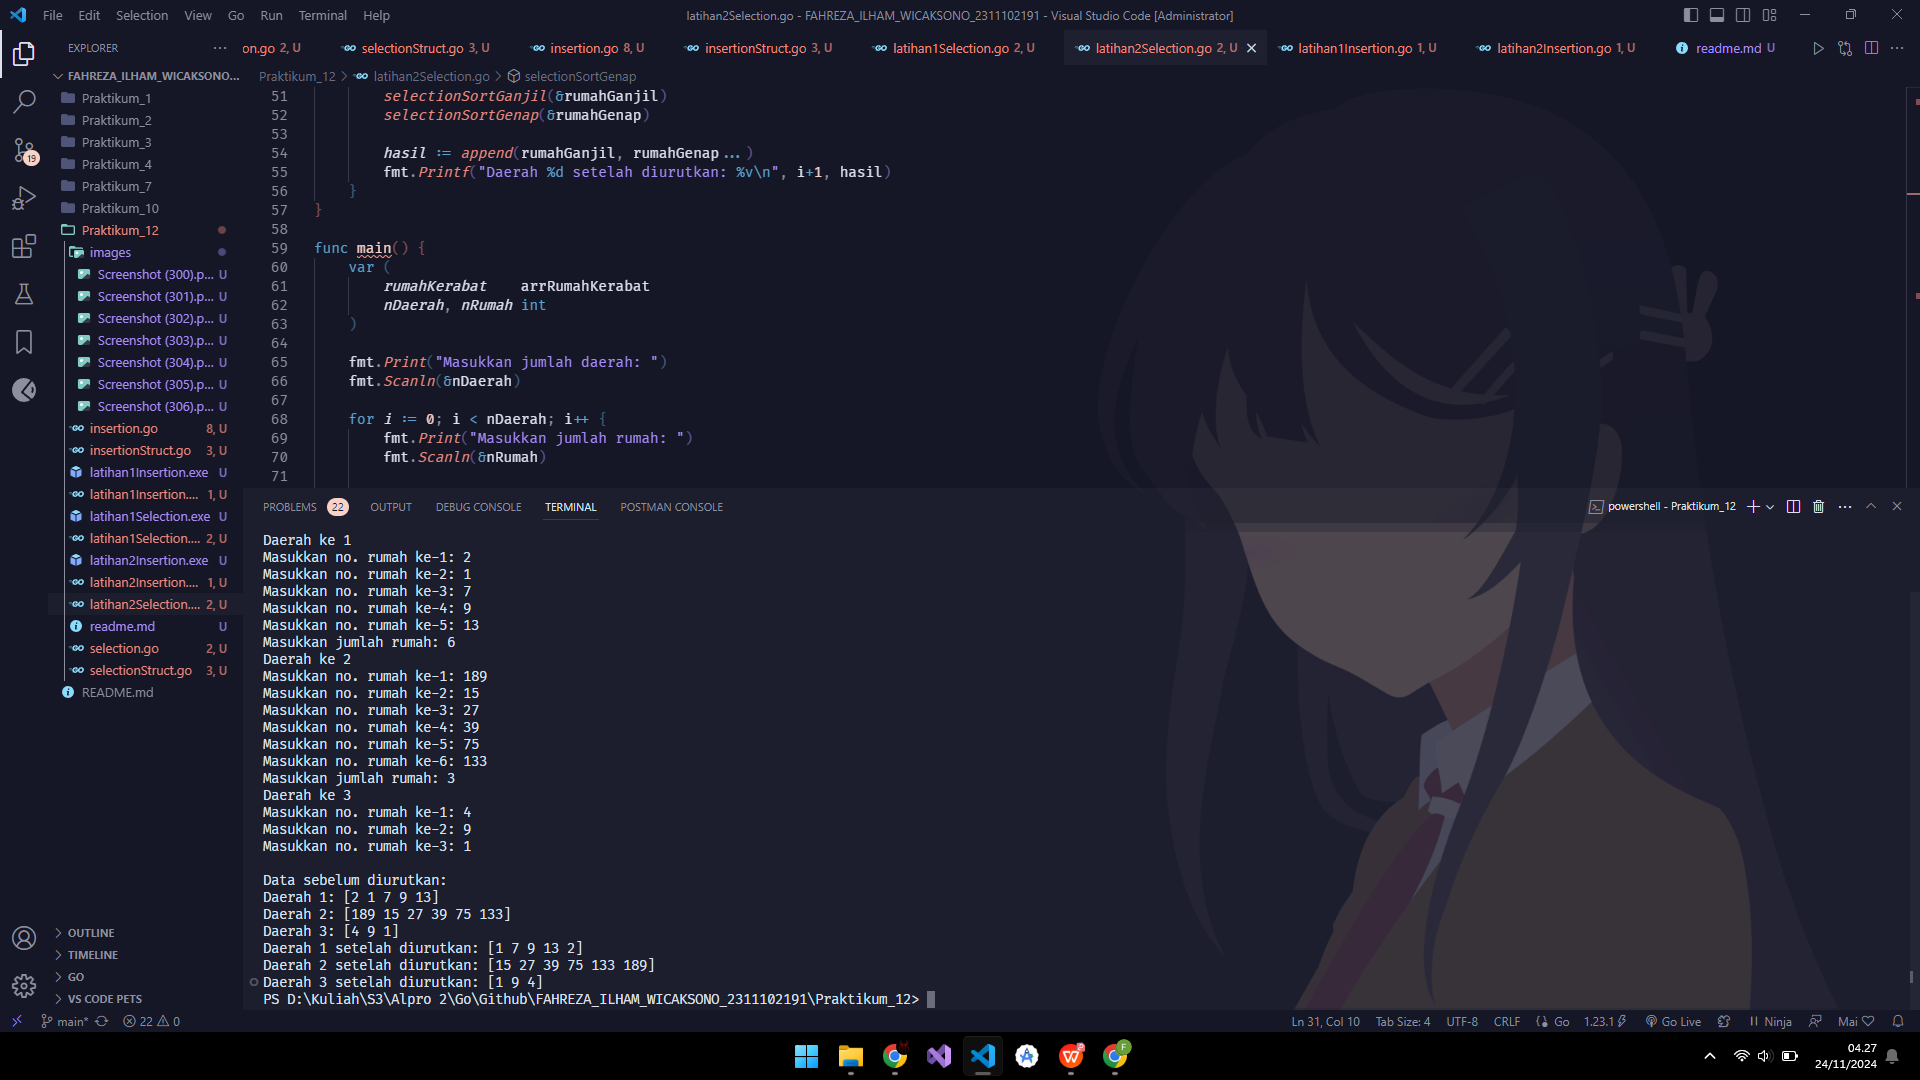 File Edit Selection View Go Run Terminal Help
latihan2Selection.go - FAHREZA_ILHAM_WICAKSONO_2311102191 - Visual Studio Code [Administrator]
EXPLORER ···
on.go 2, U selectionStruct.go 3, U insertion.go 8, U insertionStruct.go 3, U latihan1Selection.go 2, U latihan2Selection.go 2, U latihan1Insertion.go 1, U latihan2Insertion.go 1, U readme.md U
FAHREZA_ILHAM_WICAKSONO...
Praktikum_1
Praktikum_2
Praktikum_3
Praktikum_4
Praktikum_7
Praktikum_10
Praktikum_12
images
Screenshot (300).p... U
Screenshot (301).p... U
Screenshot (302).p... U
Screenshot (303).p... U
Screenshot (304).p... U
Screenshot (305).p... U
Screenshot (306).p... U
insertion.go 8, U
insertionStruct.go 3, U
latihan1Insertion.exe U
latihan1Insertion.... 1, U
latihan1Selection.exe U
latihan1Selection.... 2, U
latihan2Insertion.exe U
latihan2Insertion.... 1, U
latihan2Selection.... 2, U
readme.md U
selection.go 2, U
selectionStruct.go 3, U
README.md
19
OUTLINE
TIMELINE
GO
VS CODE PETS
Praktikum_12 > latihan2Selection.go > selectionSortGenap
51 selectionSortGanjil(&rumahGanjil)
52 selectionSortGenap(&rumahGenap)
53
54 hasil := append(rumahGanjil, rumahGenap...)
55 fmt.Printf("Daerah %d setelah diurutkan: %v\n", i+1, hasil)
56 }
57 }
58
59 func main() {
60 var (
61 rumahKerabat arrRumahKerabat
62 nDaerah, nRumah int
63 )
64
65 fmt.Print("Masukkan jumlah daerah: ")
66 fmt.Scanln(&nDaerah)
67
68 for i := 0; i < nDaerah; i++ {
69 fmt.Print("Masukkan jumlah rumah: ")
70 fmt.Scanln(&nRumah)
71
PROBLEMS 22 OUTPUT DEBUG CONSOLE TERMINAL POSTMAN CONSOLE
powershell - Praktikum_12
Daerah ke 1
Masukkan no. rumah ke-1: 2
Masukkan no. rumah ke-2: 1
Masukkan no. rumah ke-3: 7
Masukkan no. rumah ke-4: 9
Masukkan no. rumah ke-5: 13
Masukkan jumlah rumah: 6
Daerah ke 2
Masukkan no. rumah ke-1: 189
Masukkan no. rumah ke-2: 15
Masukkan no. rumah ke-3: 27
Masukkan no. rumah ke-4: 39
Masukkan no. rumah ke-5: 75
Masukkan no. rumah ke-6: 133
Masukkan jumlah rumah: 3
Daerah ke 3
Masukkan no. rumah ke-1: 4
Masukkan no. rumah ke-2: 9
Masukkan no. rumah ke-3: 1
Data sebelum diurutkan:
Daerah 1: [2 1 7 9 13]
Daerah 2: [189 15 27 39 75 133]
Daerah 3: [4 9 1]
Daerah 1 setelah diurutkan: [1 7 9 13 2]
Daerah 2 setelah diurutkan: [15 27 39 75 133 189]
Daerah 3 setelah diurutkan: [1 9 4]
PS D:\Kuliah\S3\Alpro 2\Go\Github\FAHREZA_ILHAM_WICAKSONO_2311102191\Praktikum_12>
main* 22 0
Ln 31, Col 10 Tab Size: 4 UTF-8 CRLF Go 1.23.1 Go Live Ninja Mai
04.27
24/11/2024